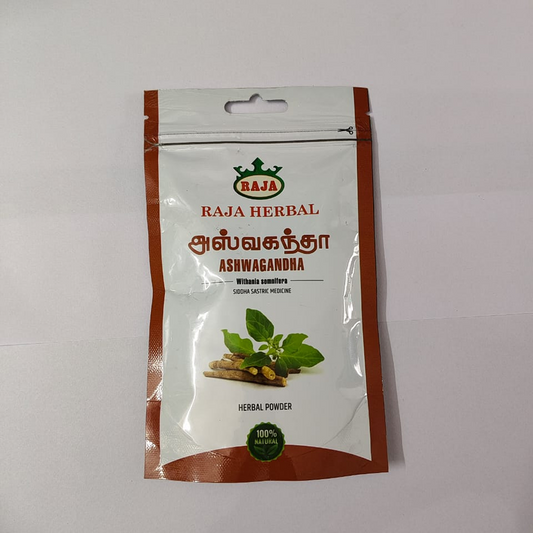 RAJA
RAJA HERBAL
அஸ்வகந்தா
ASHWAGANDHA
Withania somnifera
SIDDHA SASTRIC MEDICINE
HERBAL POWDER
100%
NATURAL